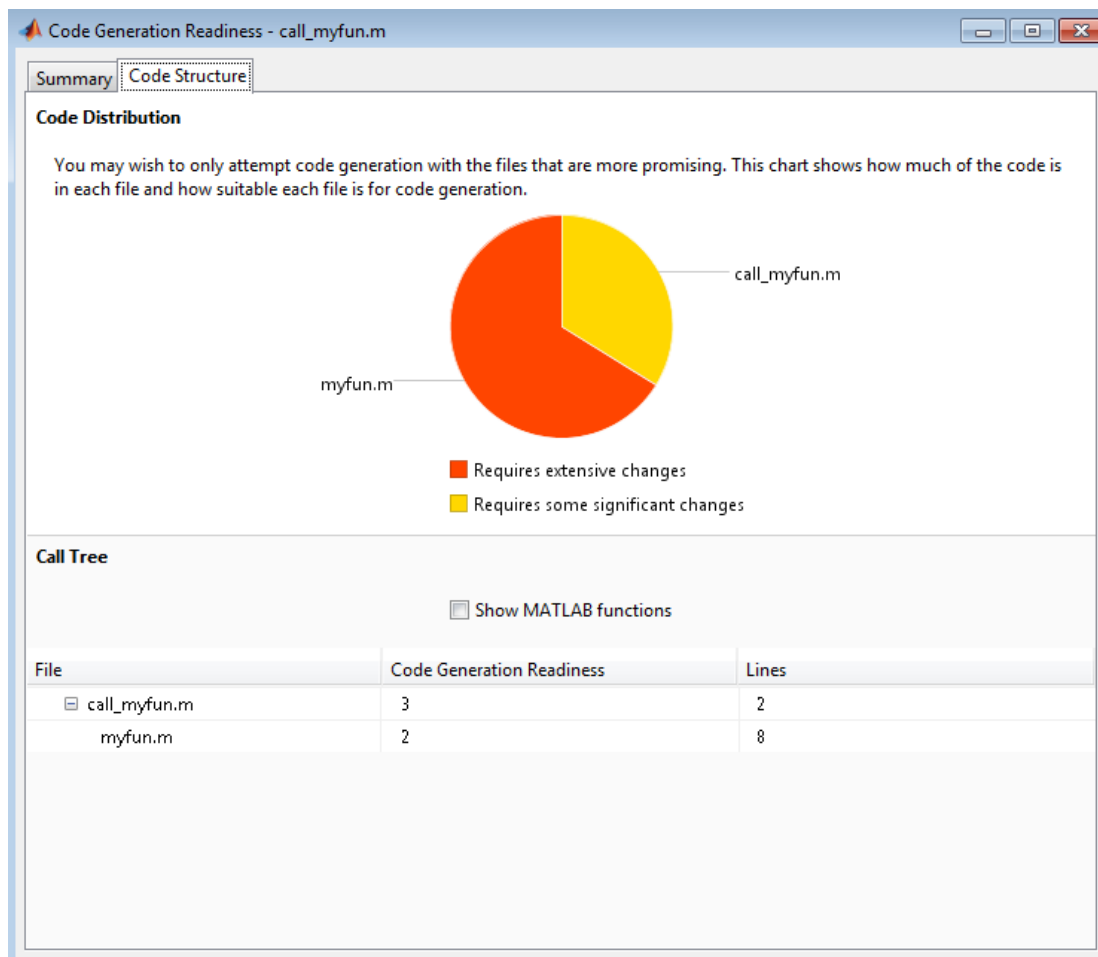 Code Generation Readiness - call_myfun.m
Summary Code Structure
Code Distribution
You may wish to only attempt code generation with the files that are more promising. This chart shows how much of the code is
in each file and how suitable each file is for code generation.
call_myfun.m
myfun.m
Requires extensive changes
Requires some significant changes
Call Tree
Show MATLAB functions
File Code Generation Readiness Lines
call_myfun.m 3 2
myfun.m 2 8